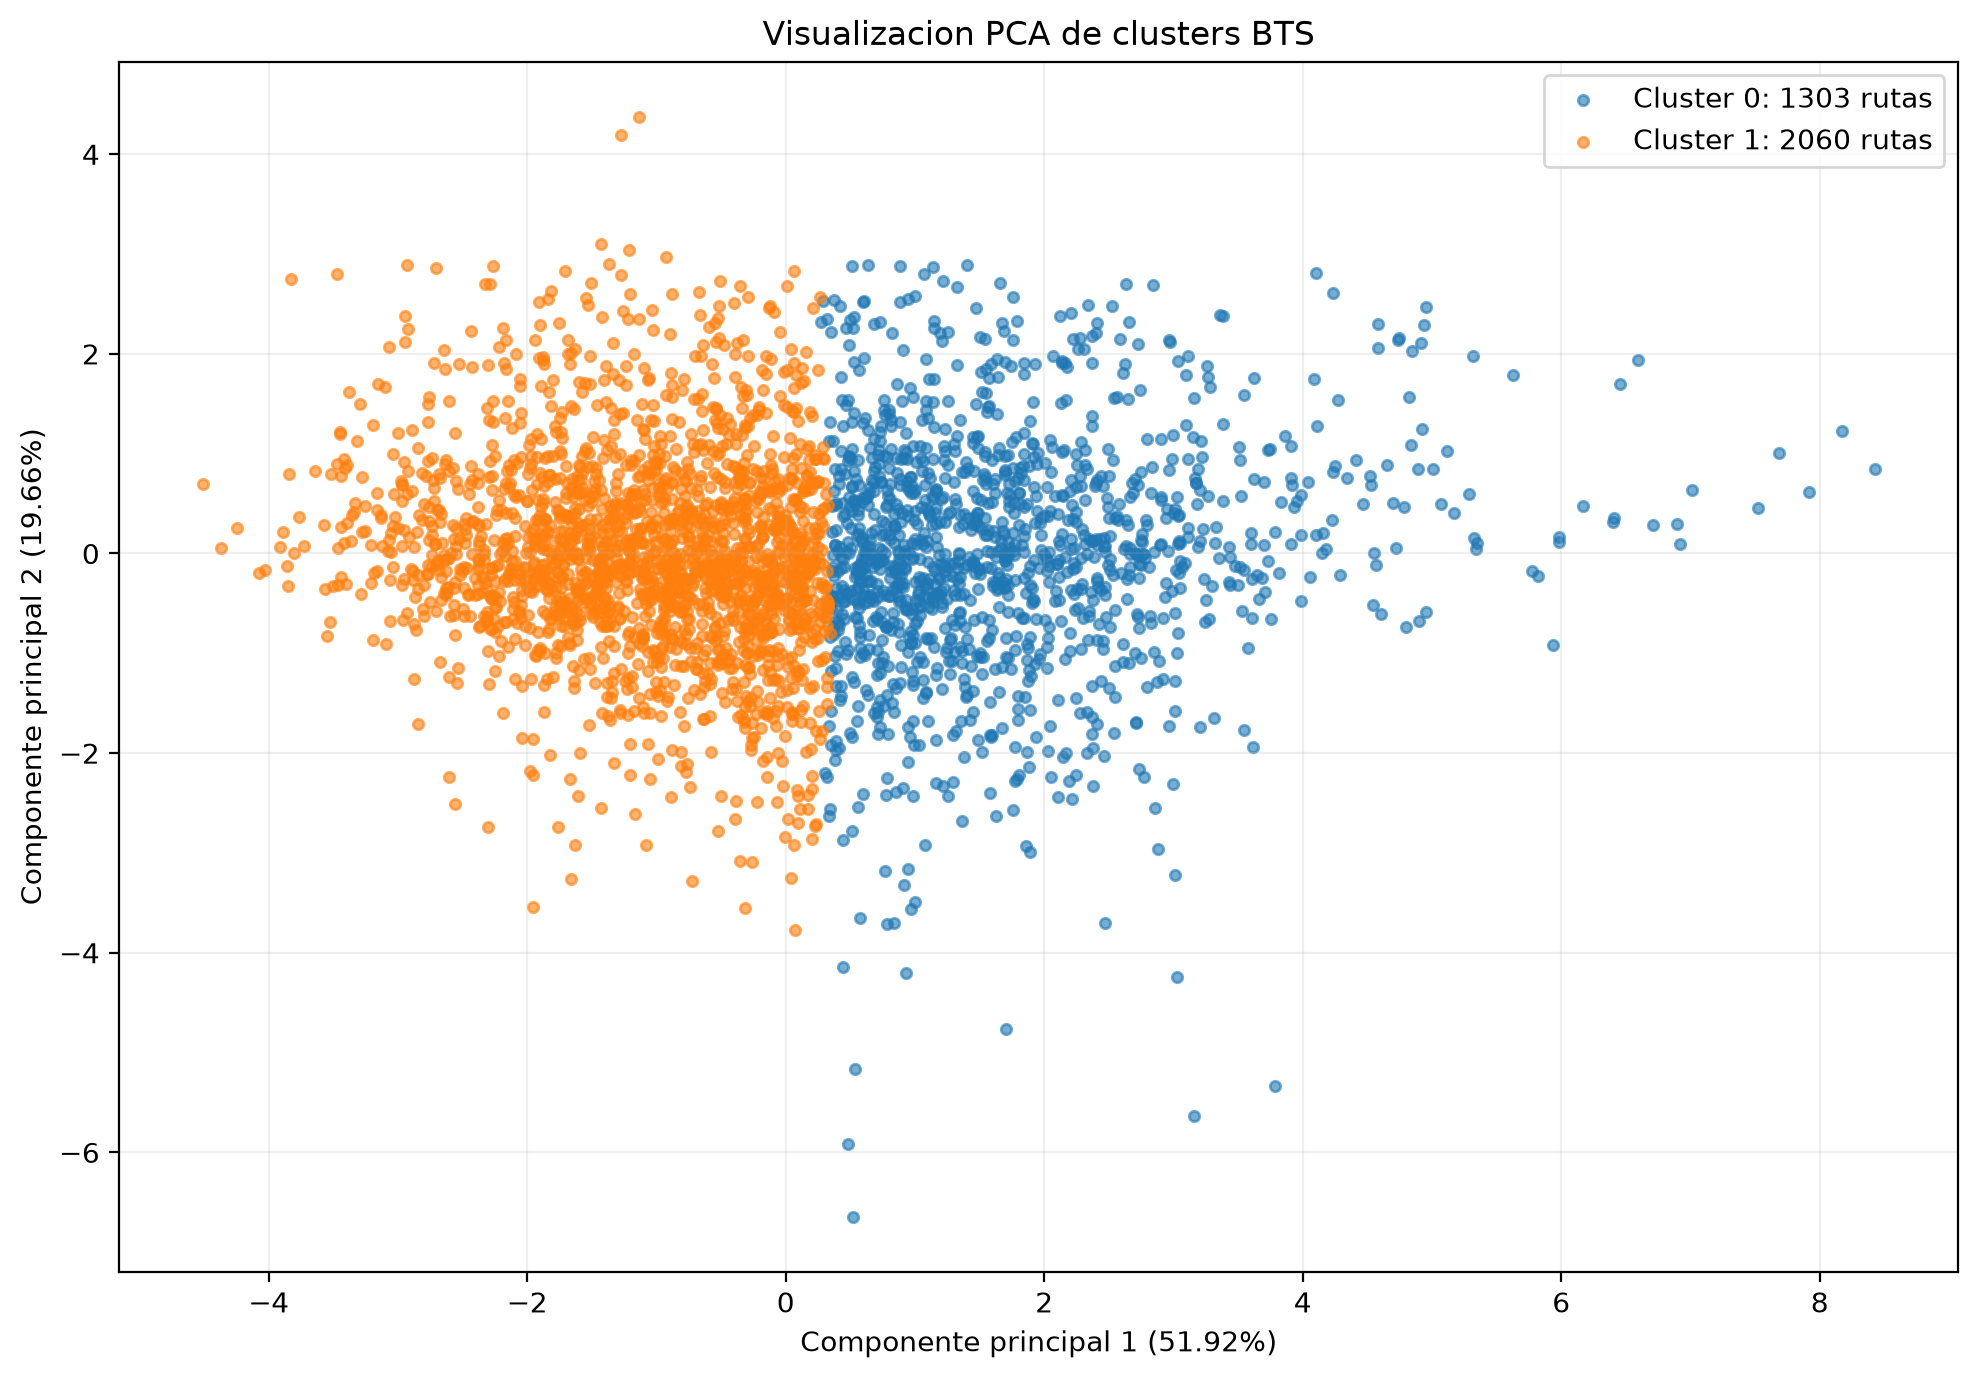 Visualizacion PCA de clusters BTS
Cluster 0: 1303 rutas
Cluster 1: 2060 rutas
4
2
0
−2
−4
−6
Componente principal 2 (19.66%)
−4
−2
0
2
4
6
8
Componente principal 1 (51.92%)